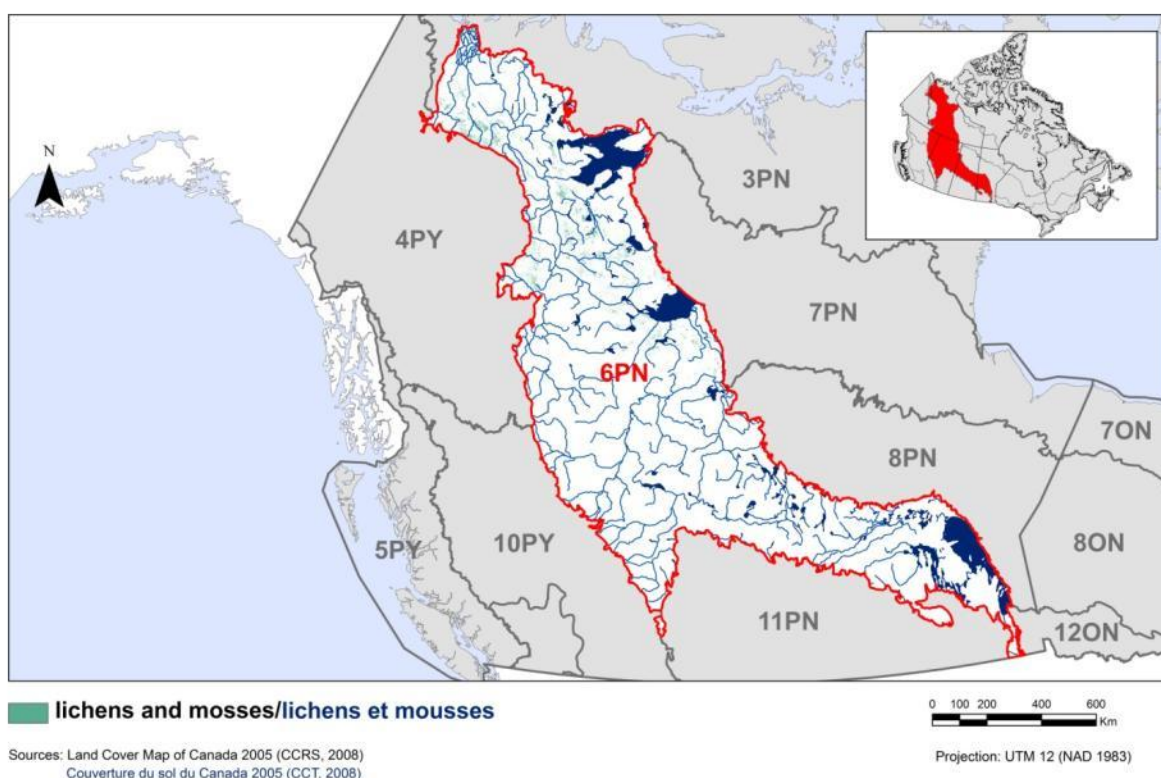 N
3PN
4PY
7PN
6PN
7ON
8PN
8ON
5PY
10PY
11PN
12ON
lichens and mosses/lichens et mousses
0 100 200 400 600
Km
Sources: Land Cover Map of Canada 2005 (CCRS, 2008)
Couverture du sol du Canada 2005 (CCT, 2008)
Projection: UTM 12 (NAD 1983)